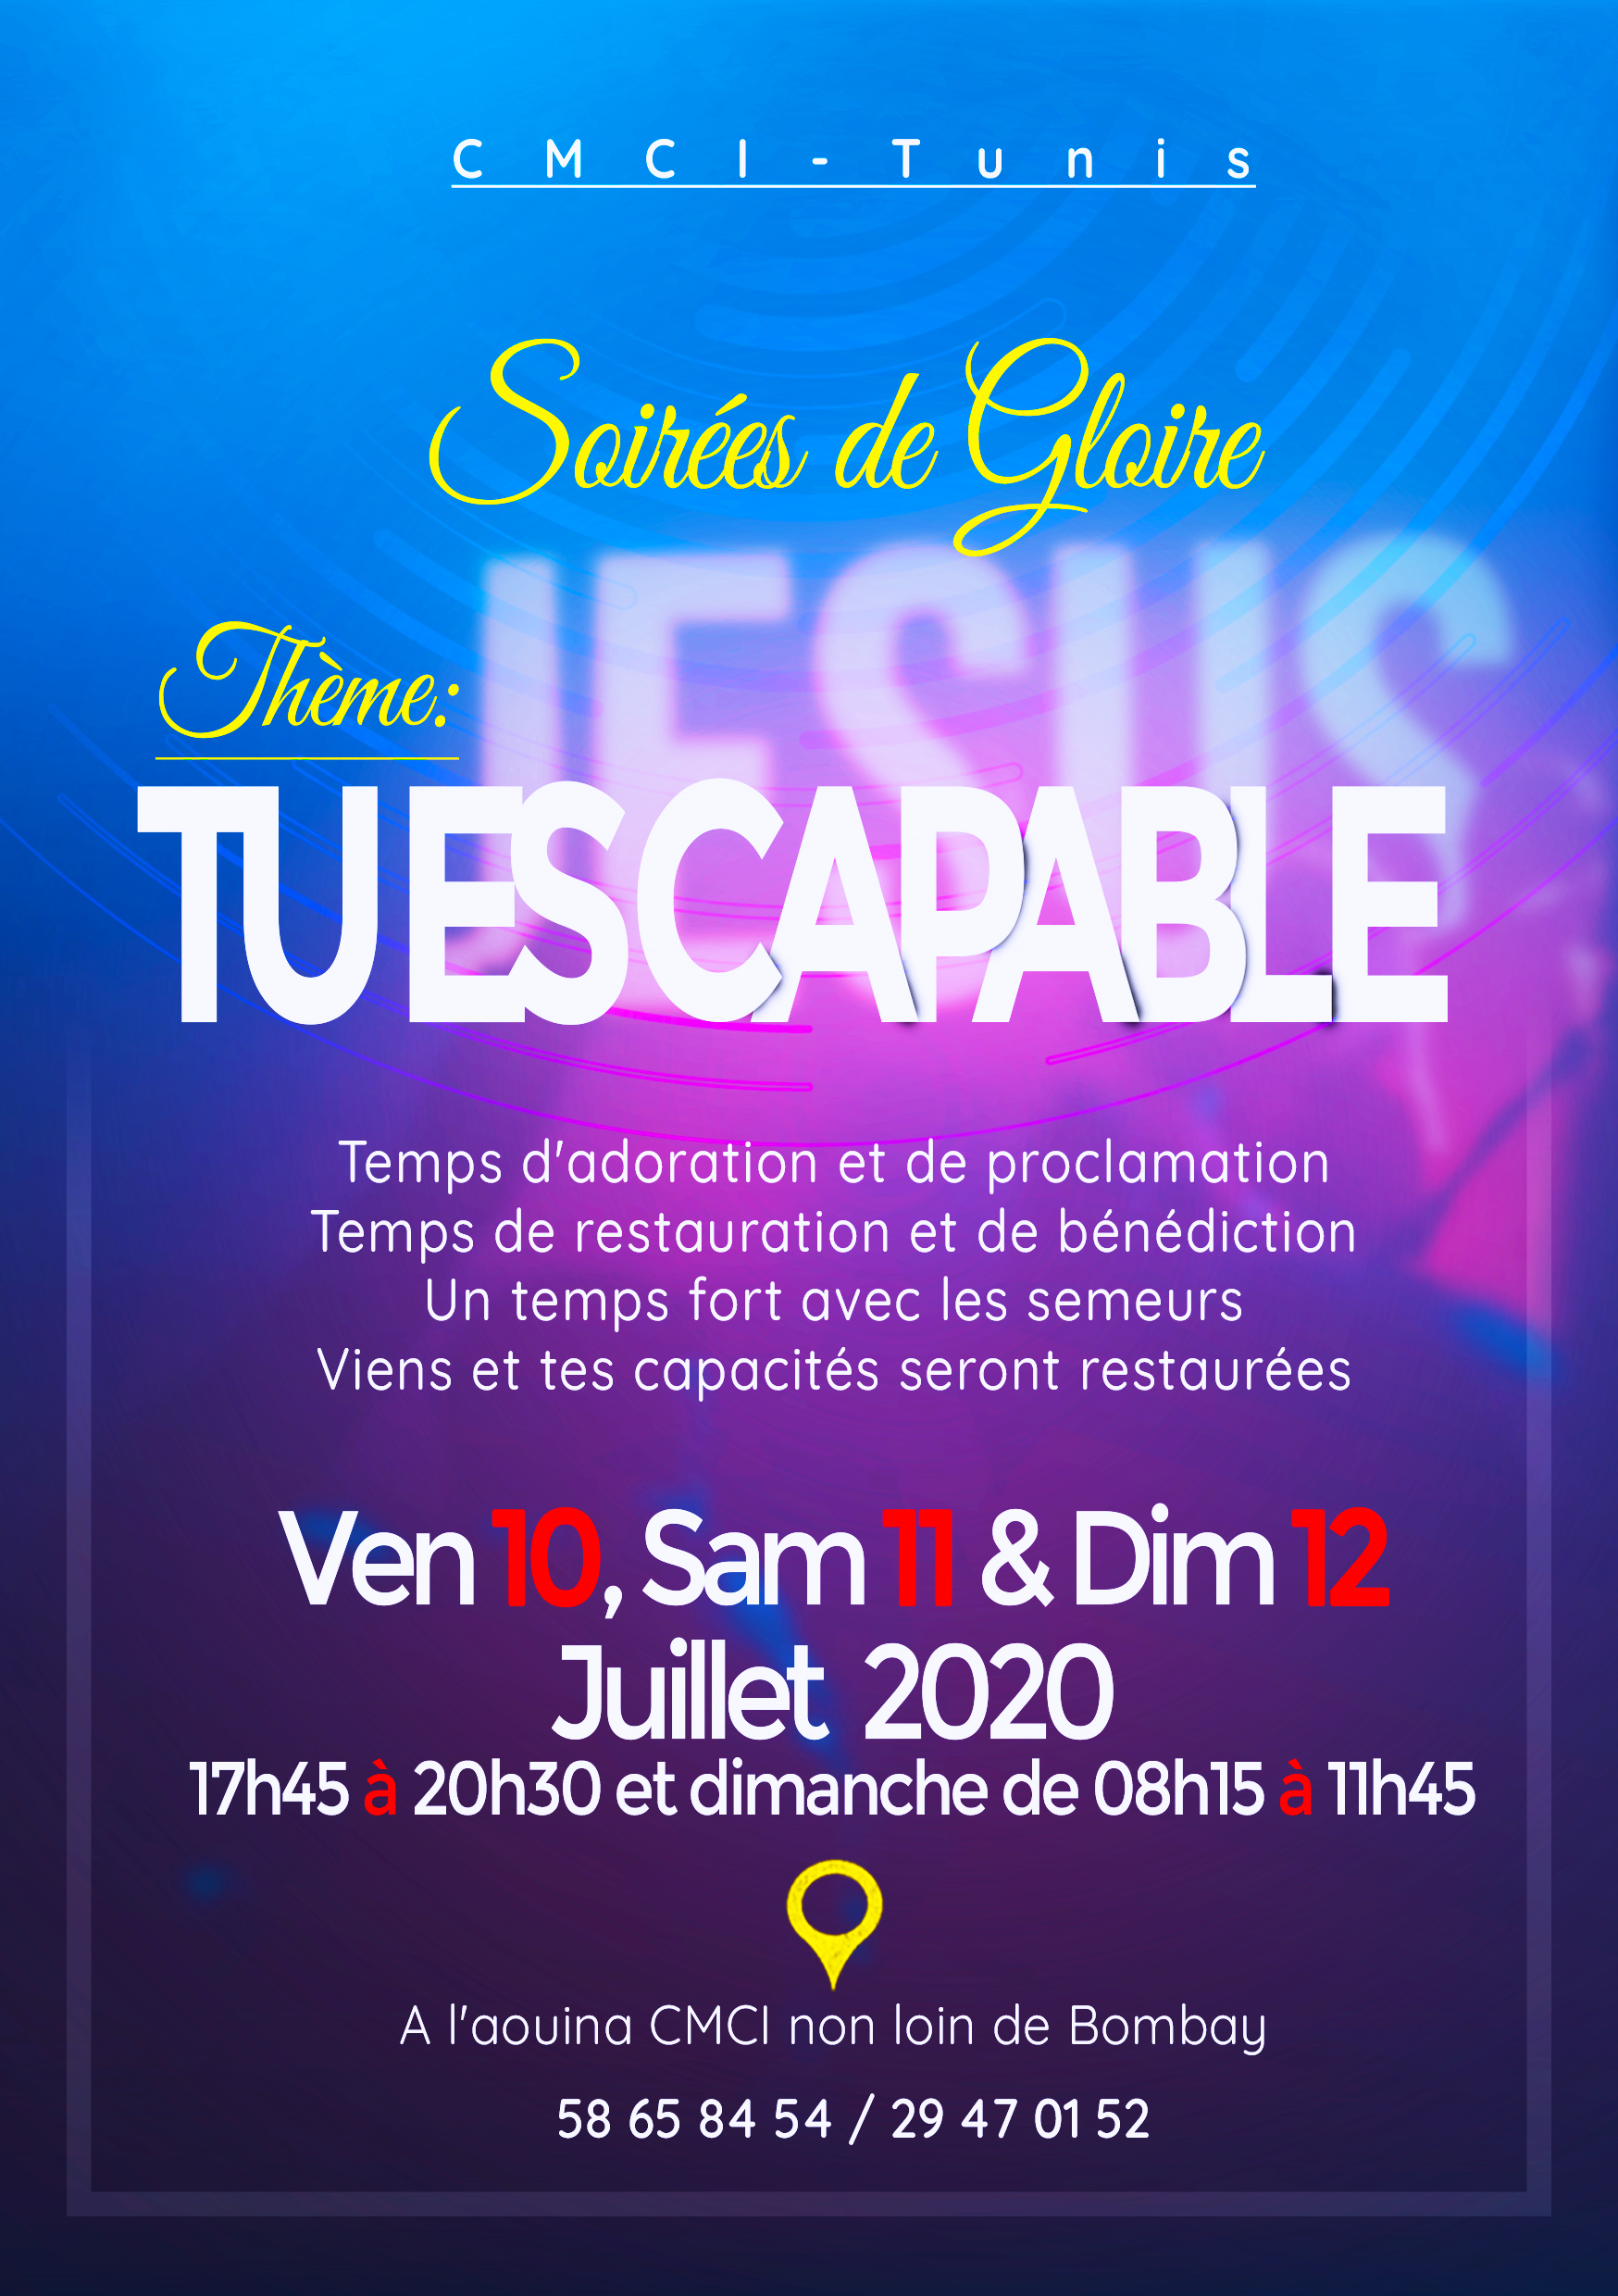 CMCI-Tunis
Soirées de Gloire
JESUS
Thème:
TU ES CAPABLE
Temps d'adoration et de proclamation
Temps de restauration et de bénédiction
Un temps fort avec les semeurs
Viens et tes capacités seront restaurées
Ven 10, Sam 11 & Dim 12
Juillet 2020
17h45 à 20h30 et dimanche de 08h15 à 11h45
A l'aouina CMCI non loin de Bombay
58 65 84 54 / 29 47 01 52